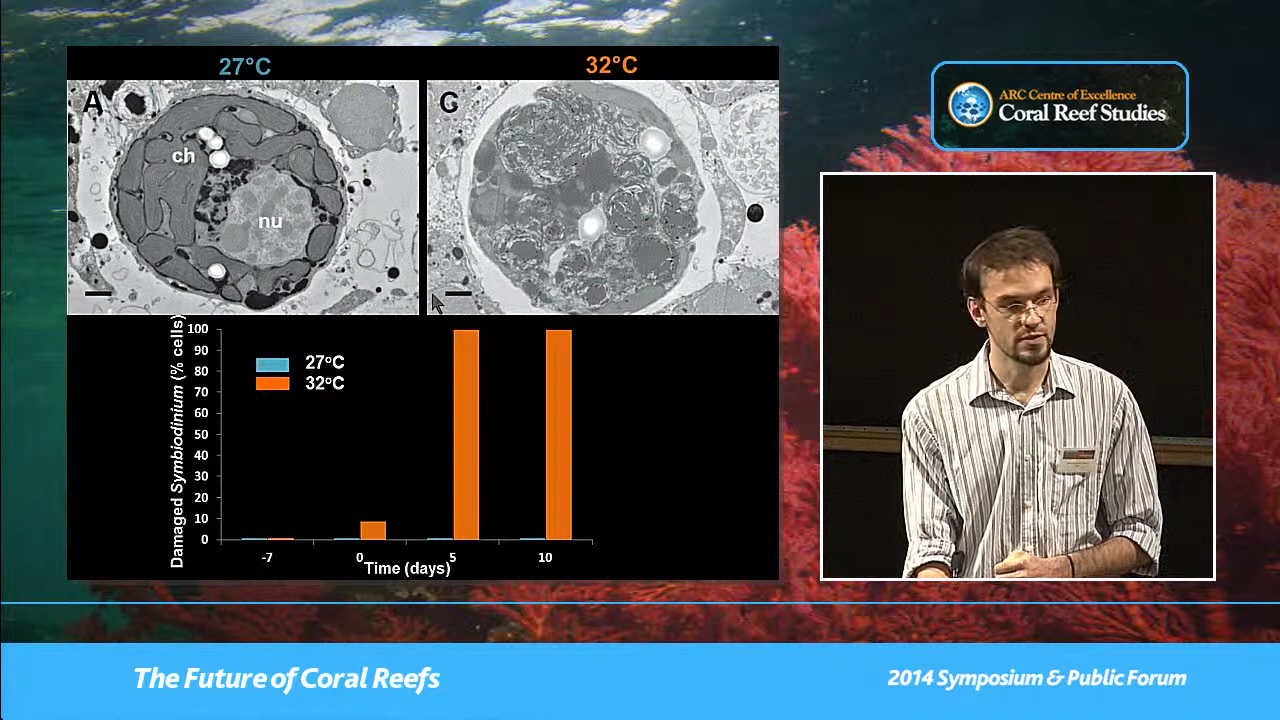 27°C
32°C
A
ch
nu
C
100
90
80
70
60
50
40
30
20
10
0
Damaged Symbiodinium (% cells)
27°C
32°C
-7
0
5
10
Time (days)
ARC Centre of Excellence
Coral Reef Studies
The Future of Coral Reefs
2014 Symposium & Public Forum